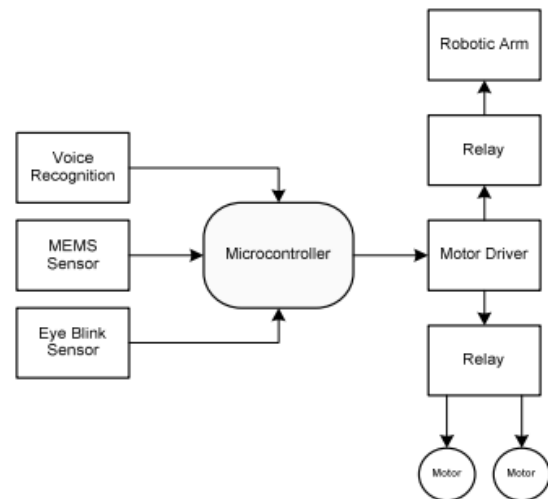 Robotic Arm
Relay
Voice
Recognition
MEMS
Sensor
Microcontroller
Motor Driver
Eye Blink
Sensor
Relay
Motor
Motor